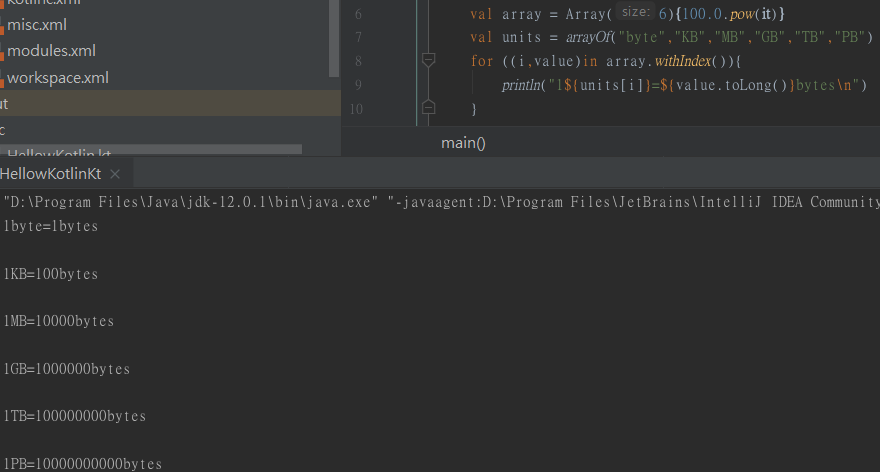 misc.xml
modules.xml
workspace.xml
ut
c
HellowKotlin.kt
6 val array = Array( size: 6){100.0.pow(it)}
7 val units = arrayOf("byte","KB","MB","GB","TB","PB")
8 for ((i,value)in array.withIndex()){
9 println("1${units[i]}=${value.toLong()}bytes\n")
10 }
main()
HellowKotlinKt
"D:\Program Files\Java\jdk-12.0.1\bin\java.exe" "-javaagent:D:\Program Files\JetBrains\IntelliJ IDEA Community
1byte=1bytes
1KB=100bytes
1MB=10000bytes
1GB=1000000bytes
1TB=100000000bytes
1PB=10000000000bytes